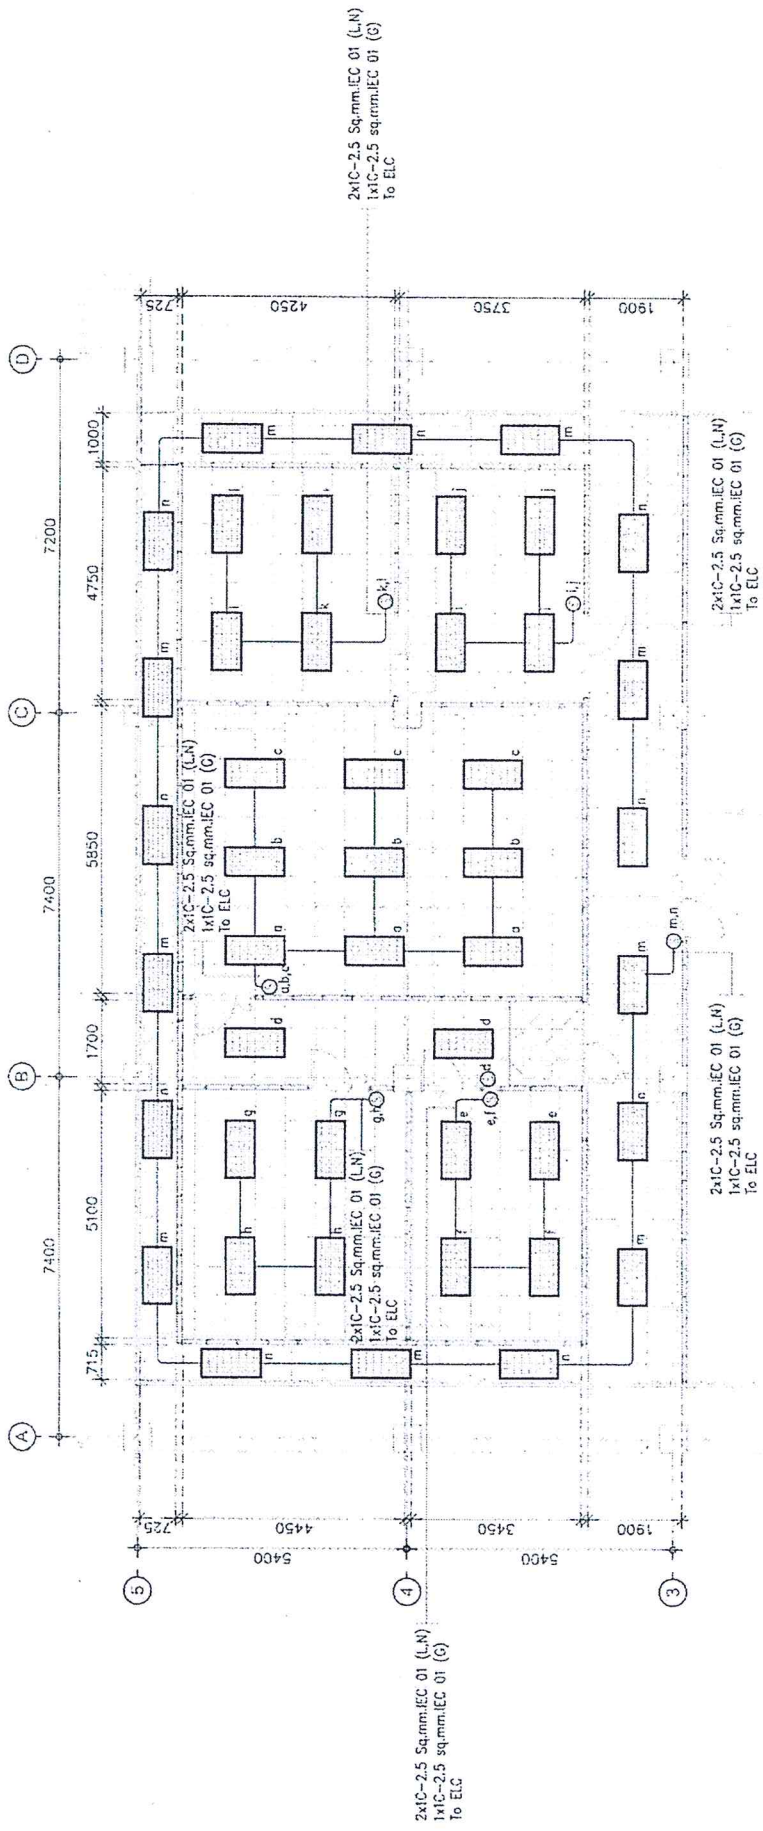 A
B
C
D
7400
7400
7200
715
5100
1700
5850
4750
1000
5
4
3
5400
5400
725
4450
3450
1900
725
4250
3750
1900
m
n
m
n
m
n
n
m
n
m
n
m
m
n
m
n
m
n
h
g
h
g
g,h
f
e
f
e
e,f
d
d
d
a
b
c
a
b
c
a
b
c
a,b,c
k
k,l
j
j
i,j
m,n
2x1C-2.5 Sq.mm.IEC 01 (L,N)
1x1C-2.5 sq.mm.IEC 01 (G)
To ELC
2x1C-2.5 Sq.mm.IEC 01 (L,N)
1x1C-2.5 sq.mm.IEC 01 (G)
To ELC
2x1C-2.5 Sq.mm.IEC 01 (L,N)
1x1C-2.5 sq.mm.IEC 01 (G)
To ELC
2x1C-2.5 Sq.mm.IEC 01 (L,N)
1x1C-2.5 sq.mm.IEC 01 (G)
To ELC
2x1C-2.5 Sq.mm.IEC 01 (L,N)
1x1C-2.5 sq.mm.IEC 01 (G)
To ELC
2x1C-2.5 Sq.mm.IEC 01 (L,N)
1x1C-2.5 sq.mm.IEC 01 (G)
To ELC